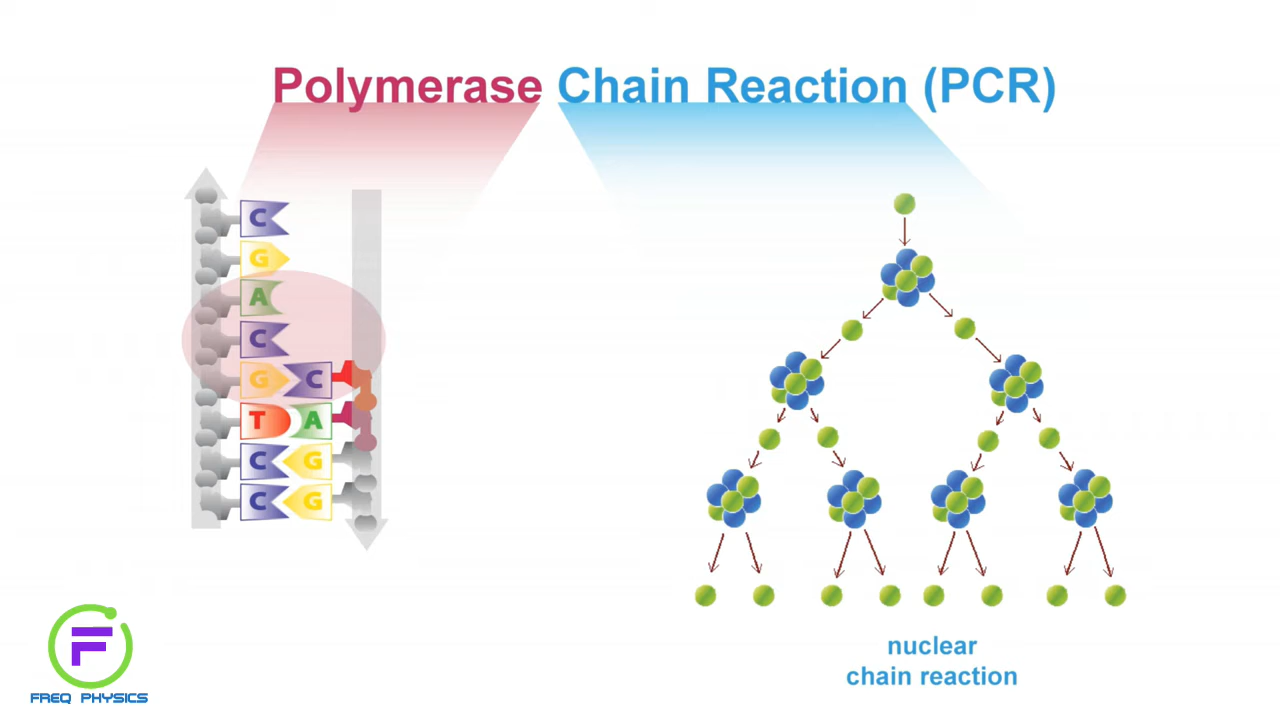 Polymerase Chain Reaction (PCR)
C
G
A
C
G C
T A
C G
C G
nuclear
chain reaction
F
FREQ PHYSICS